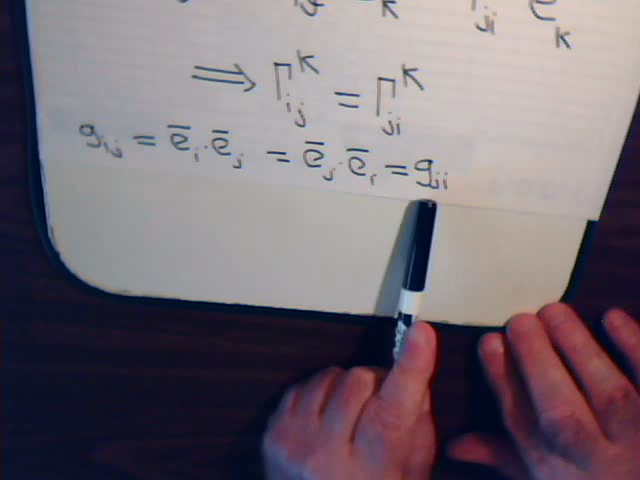 ⟹ Γ^K_ij = Γ^K_ji
g_ij = ē_i · ē_j = ē_j · ē_i = g_ji